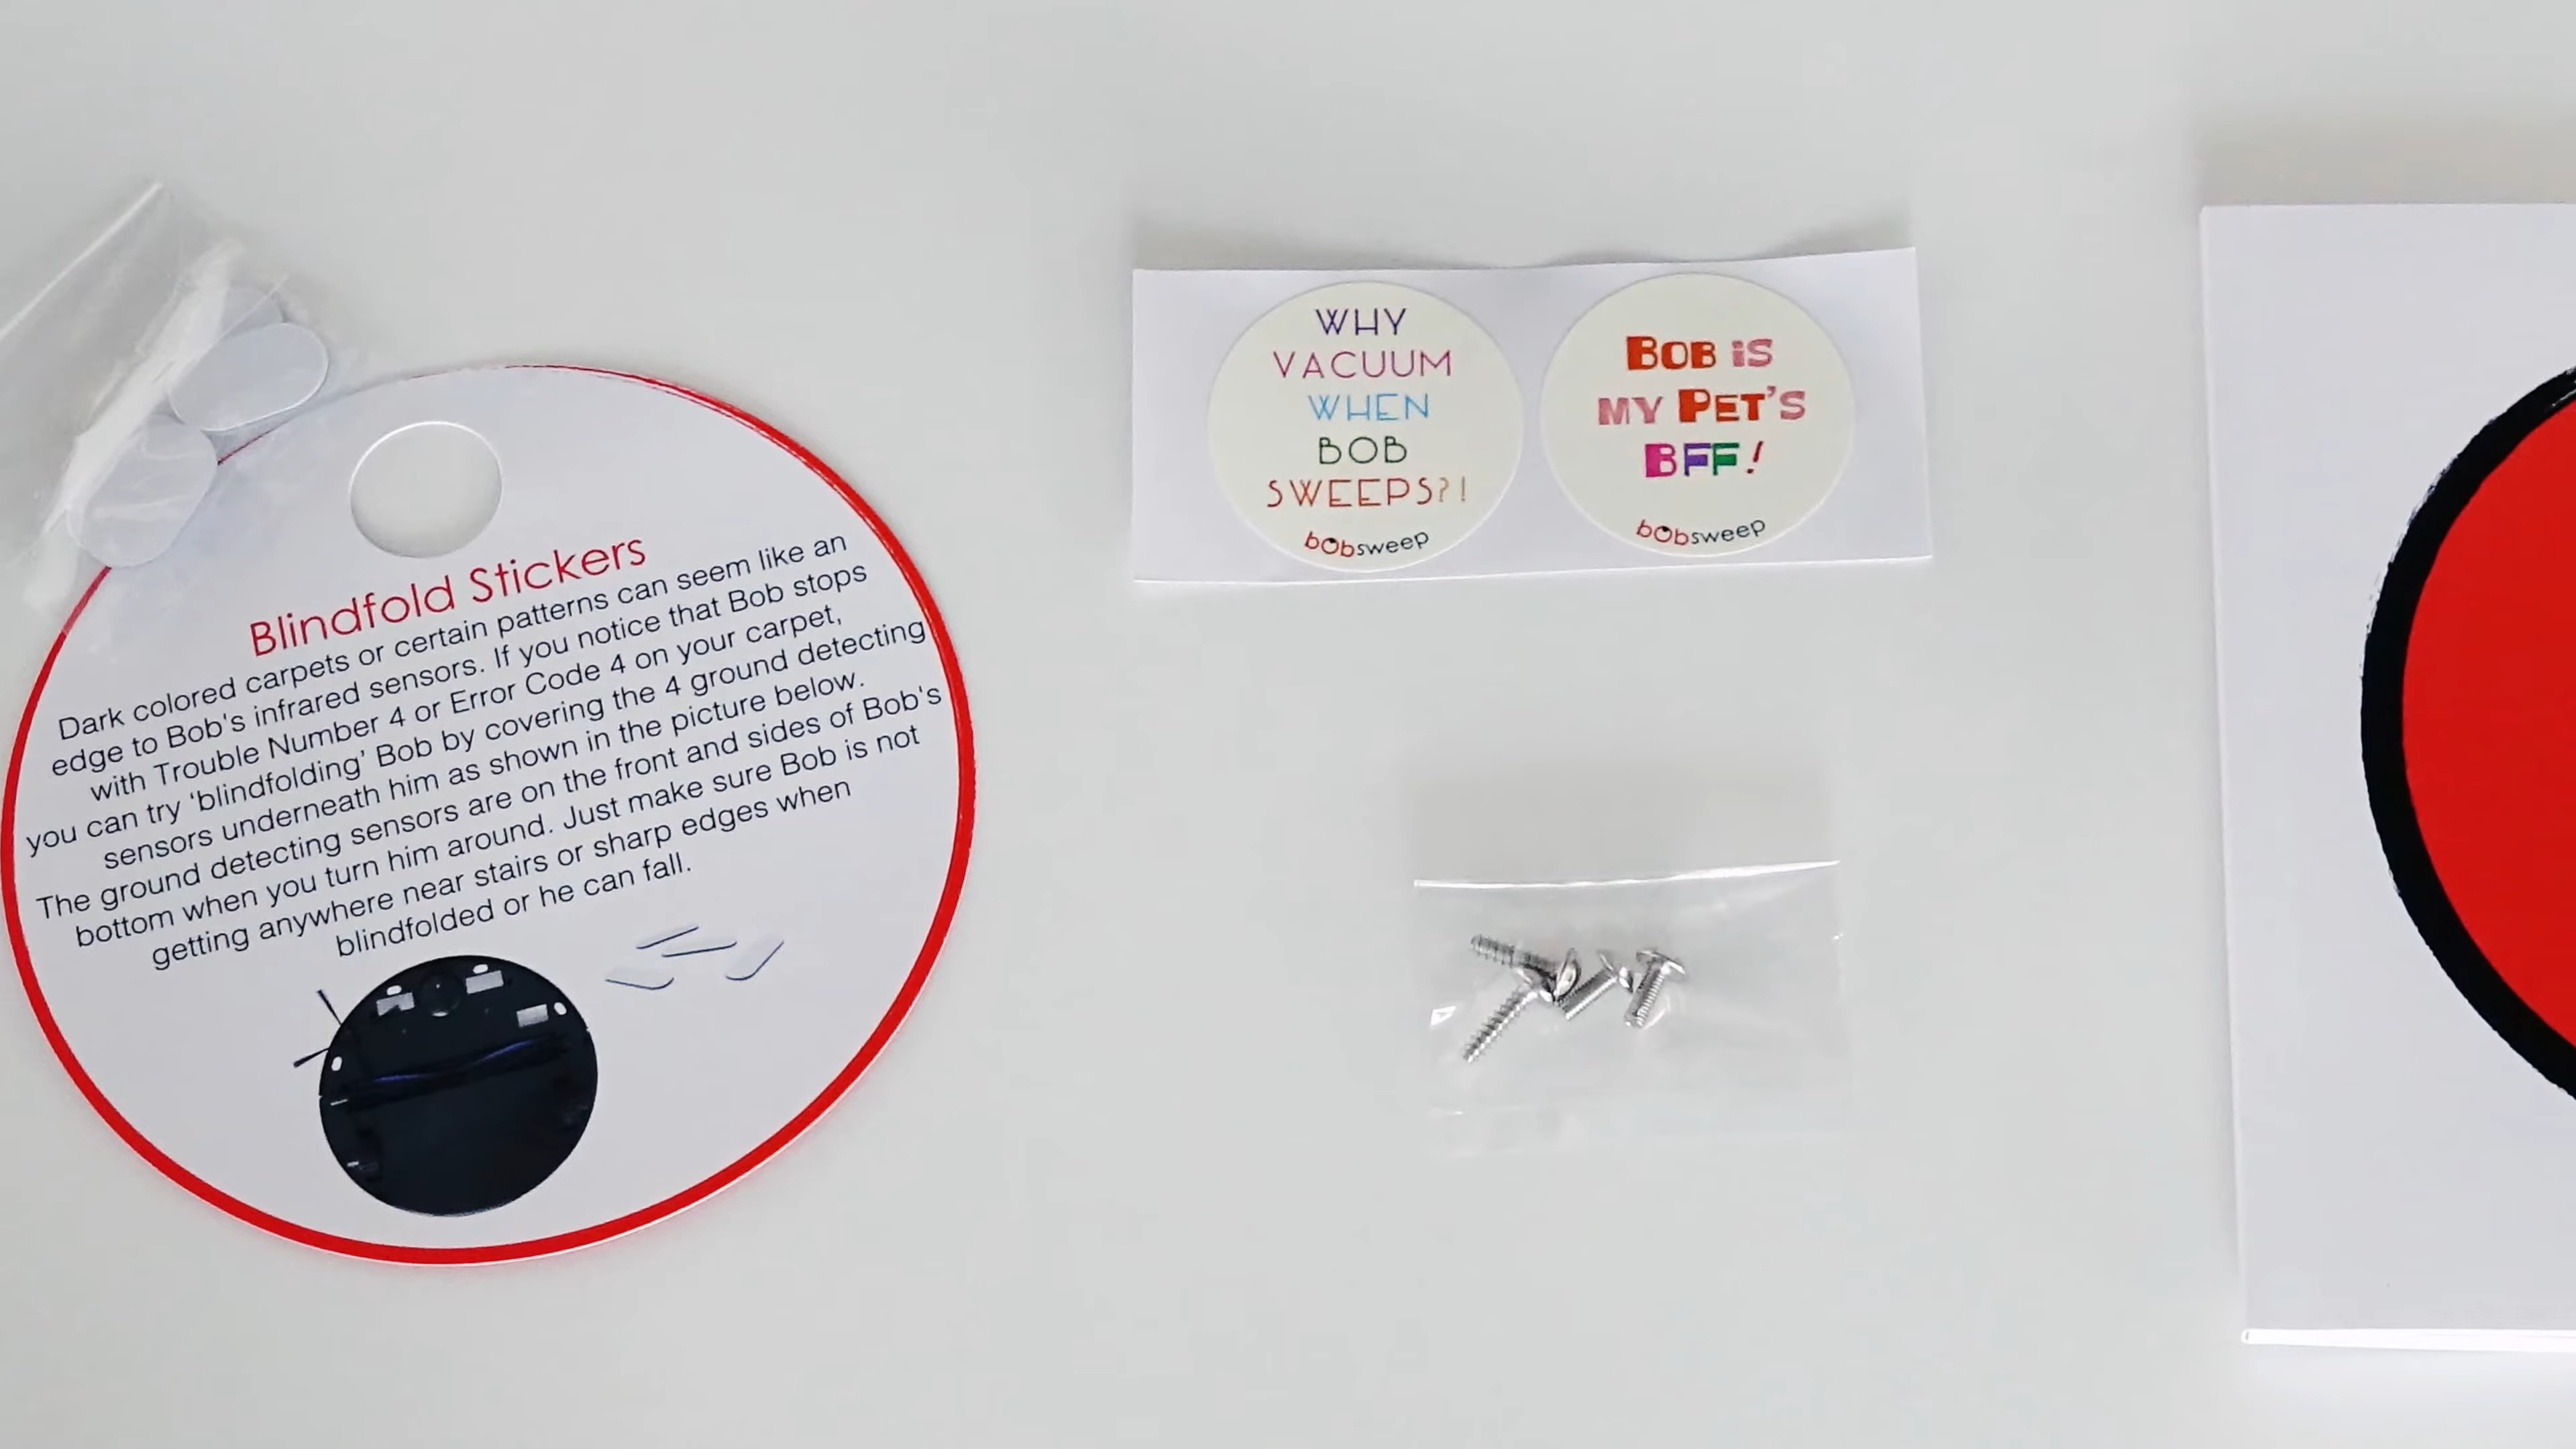 Blindfold Stickers
Dark colored carpets or certain patterns can seem like an
edge to Bob's infrared sensors. If you notice that Bob stops
with Trouble Number 4 or Error Code 4 on your carpet,
you can try 'blindfolding' Bob by covering the 4 ground detecting
sensors underneath him as shown in the picture below.
The ground detecting sensors are on the front and sides of Bob's
bottom when you turn him around. Just make sure Bob is not
getting anywhere near stairs or sharp edges when
blindfolded or he can fall.
WHY
VACUUM
WHEN
BOB
SWEEPS?!
bobsweep
BOB iS
MY PET'S
BFF!
bobsweep